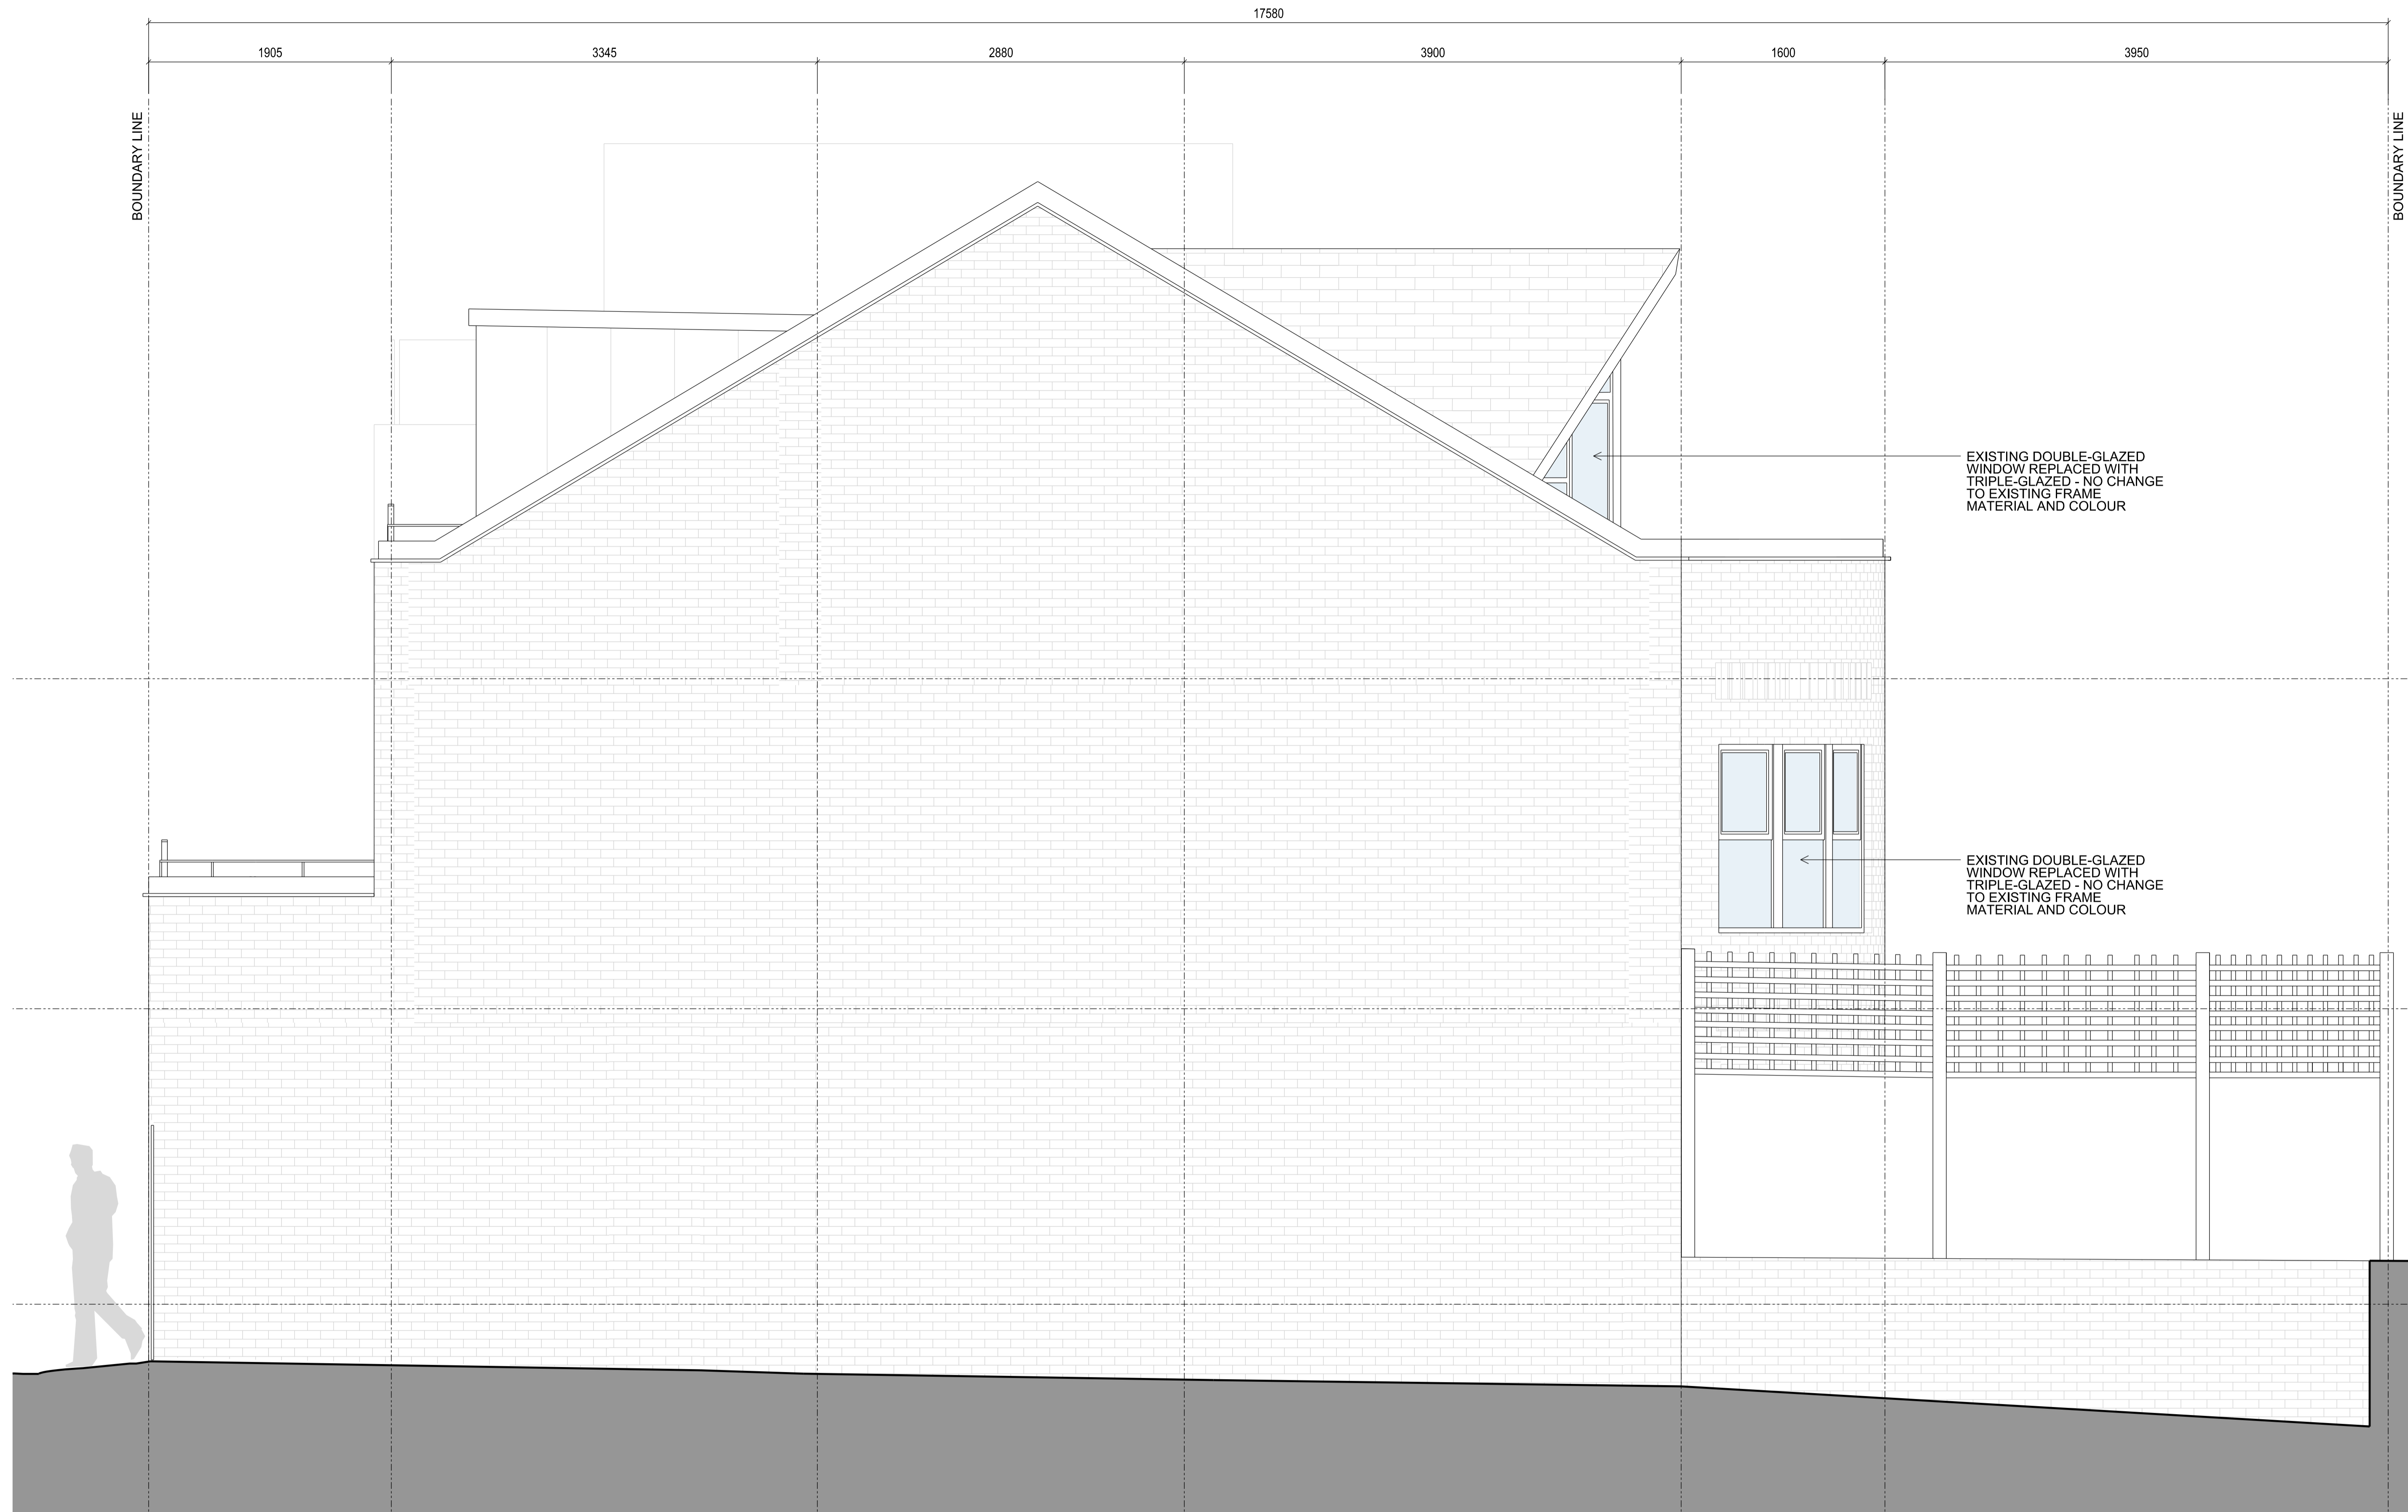 17580
1905
3345
2880
3900
1600
3950
BOUNDARY LINE
BOUNDARY LINE
EXISTING DOUBLE-GLAZED
WINDOW REPLACED WITH
TRIPLE-GLAZED - NO CHANGE
TO EXISTING FRAME
MATERIAL AND COLOUR
EXISTING DOUBLE-GLAZED
WINDOW REPLACED WITH
TRIPLE-GLAZED - NO CHANGE
TO EXISTING FRAME
MATERIAL AND COLOUR